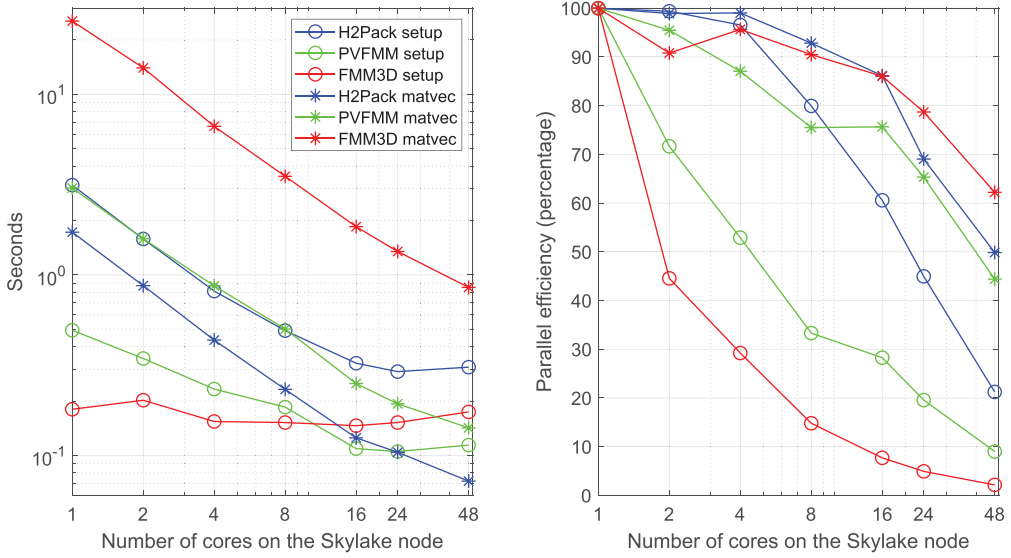 H2Pack setup
PVFMM setup
FMM3D setup
H2Pack matvec
PVFMM matvec
FMM3D matvec
Seconds
10^1
10^0
10^-1
1 2 4 8 16 24 48
Number of cores on the Skylake node
Parallel efficiency (percentage)
100
90
80
70
60
50
40
30
20
10
0
1 2 4 8 16 24 48
Number of cores on the Skylake node